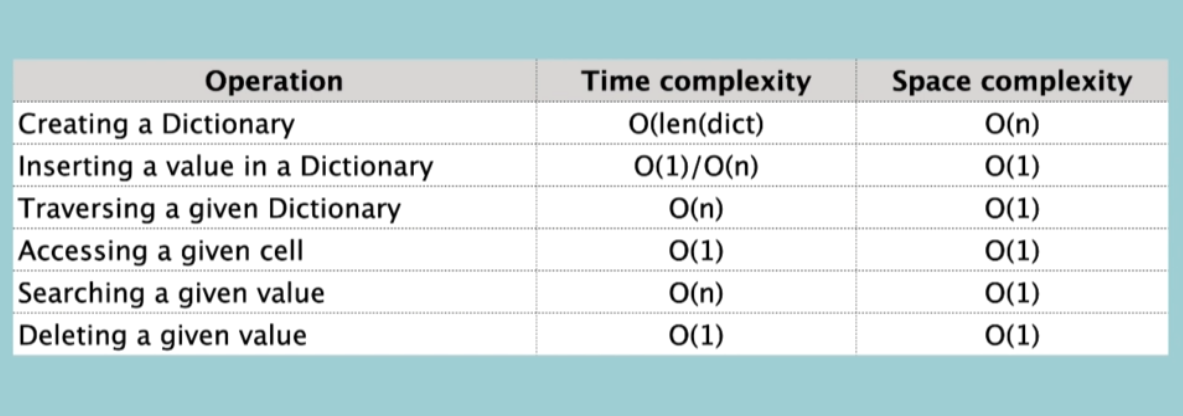 Operation Time complexity Space complexity
Creating a Dictionary O(len(dict) O(n)
Inserting a value in a Dictionary O(1)/O(n) O(1)
Traversing a given Dictionary O(n) O(1)
Accessing a given cell O(1) O(1)
Searching a given value O(n) O(1)
Deleting a given value O(1) O(1)